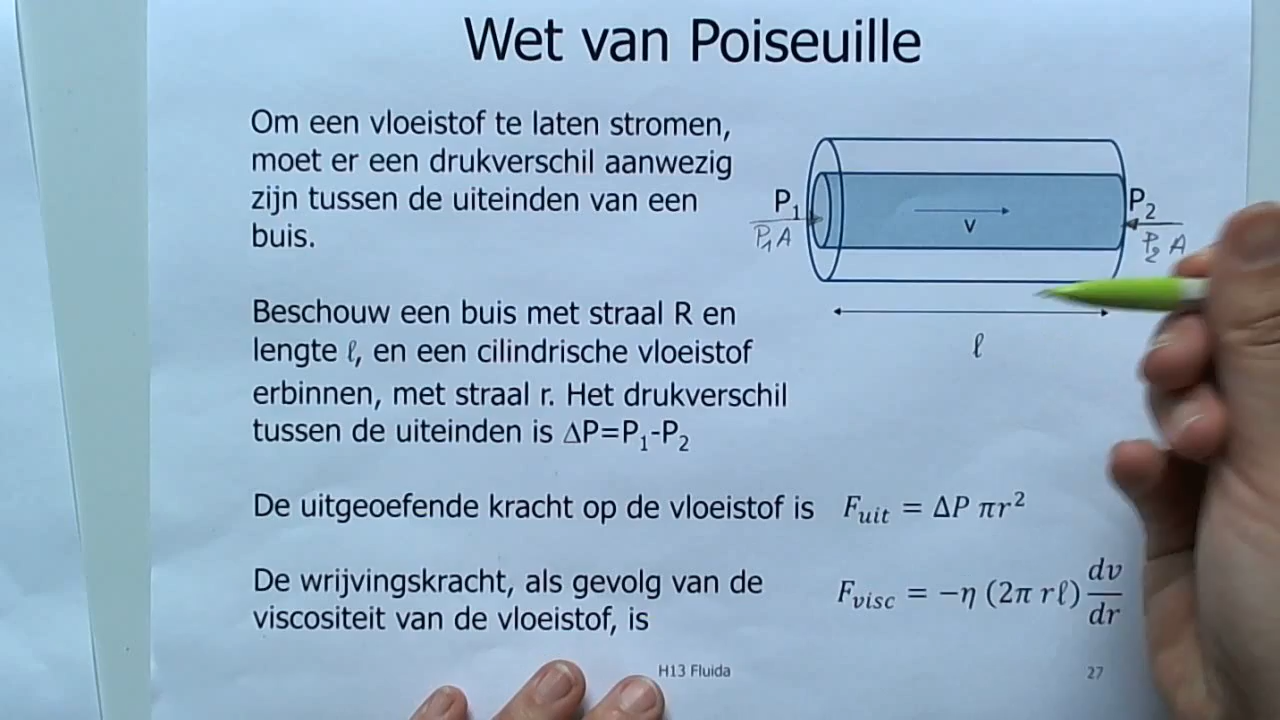 Wet van Poiseuille
Om een vloeistof te laten stromen,
moet er een drukverschil aanwezig
zijn tussen de uiteinden van een
buis.
P₁
P₁A
v
P₂
P₂ A
ℓ
Beschouw een buis met straal R en
lengte ℓ, en een cilindrische vloeistof
erbinnen, met straal r. Het drukverschil
tussen de uiteinden is ΔP=P₁-P₂
De uitgeoefende kracht op de vloeistof is F_uit = ΔP πr²
De wrijvingskracht, als gevolg van de
viscositeit van de vloeistof, is
F_visc = −η (2π rℓ) dv/dr
H13 Fluida
27